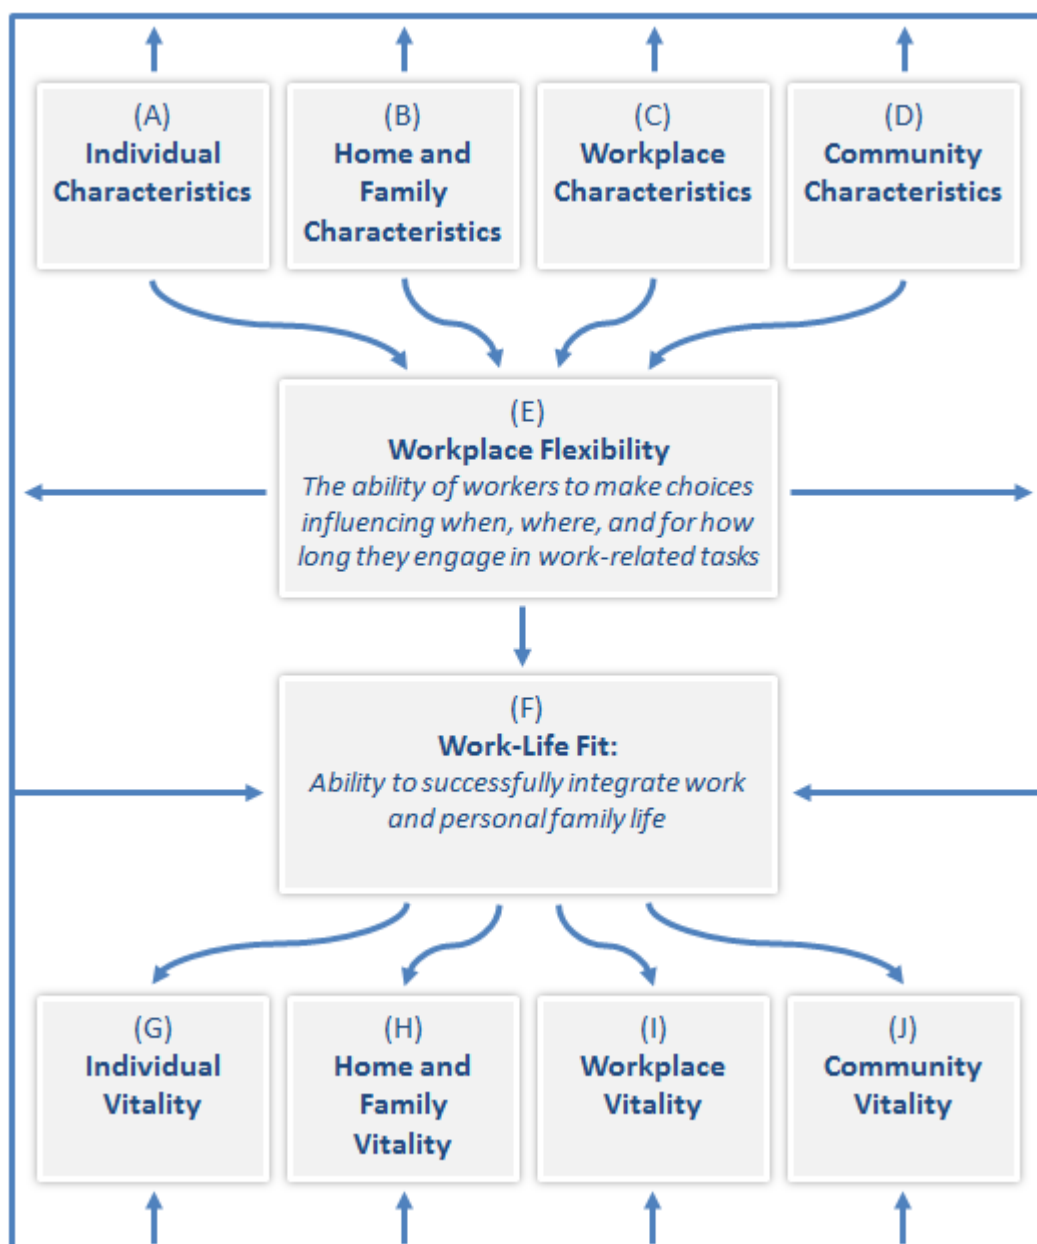 (A)
Individual
Characteristics
(B)
Home and
Family
Characteristics
(C)
Workplace
Characteristics
(D)
Community
Characteristics
(E)
Workplace Flexibility
The ability of workers to make choices
influencing when, where, and for how
long they engage in work-related tasks
(F)
Work-Life Fit:
Ability to successfully integrate work
and personal family life
(G)
Individual
Vitality
(H)
Home and
Family
Vitality
(I)
Workplace
Vitality
(J)
Community
Vitality